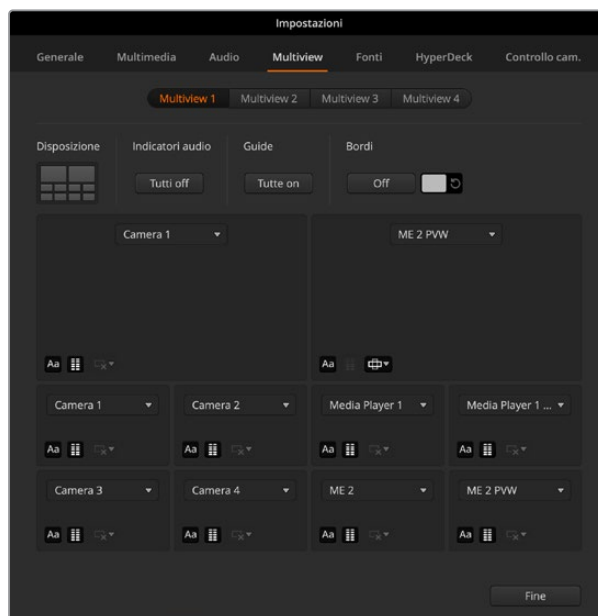 Impostazioni
Generale Multimedia Audio Multiview Fonti HyperDeck Controllo cam.
Multiview 1 Multiview 2 Multiview 3 Multiview 4
Disposizione Indicatori audio Guide Bordi
Tutti off Tutte on Off
Camera 1 ME 2 PVW
Aa Aa
Camera 1 Camera 2 Media Player 1 Media Player 1 ...
Aa Aa Aa Aa
Camera 3 Camera 4 ME 2 ME 2 PVW
Aa Aa Aa Aa
Fine